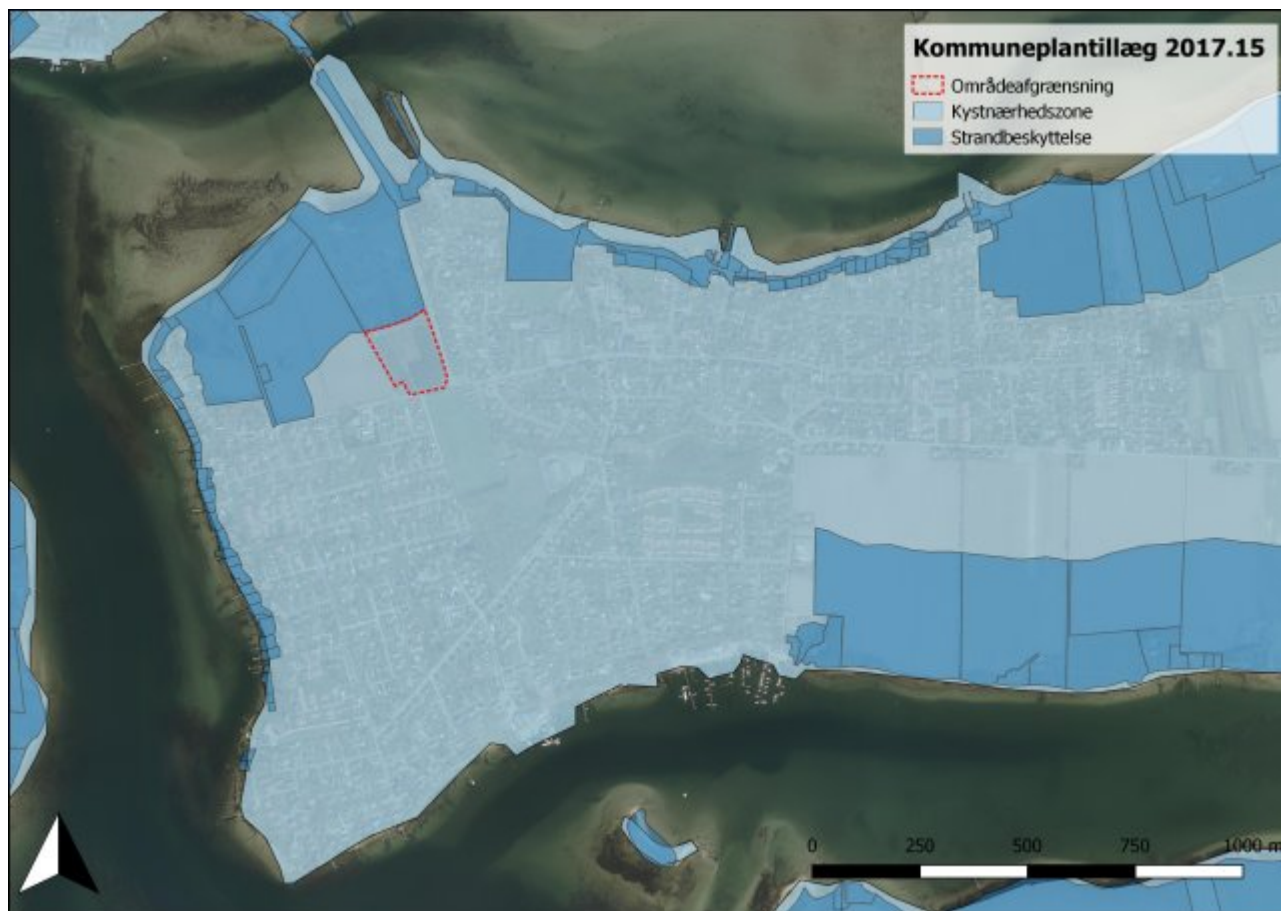 Kommuneplantillæg 2017.15
Områdeafgrænsning
Kystnærhedszone
Strandbeskyttelse
0 250 500 750 1000 m